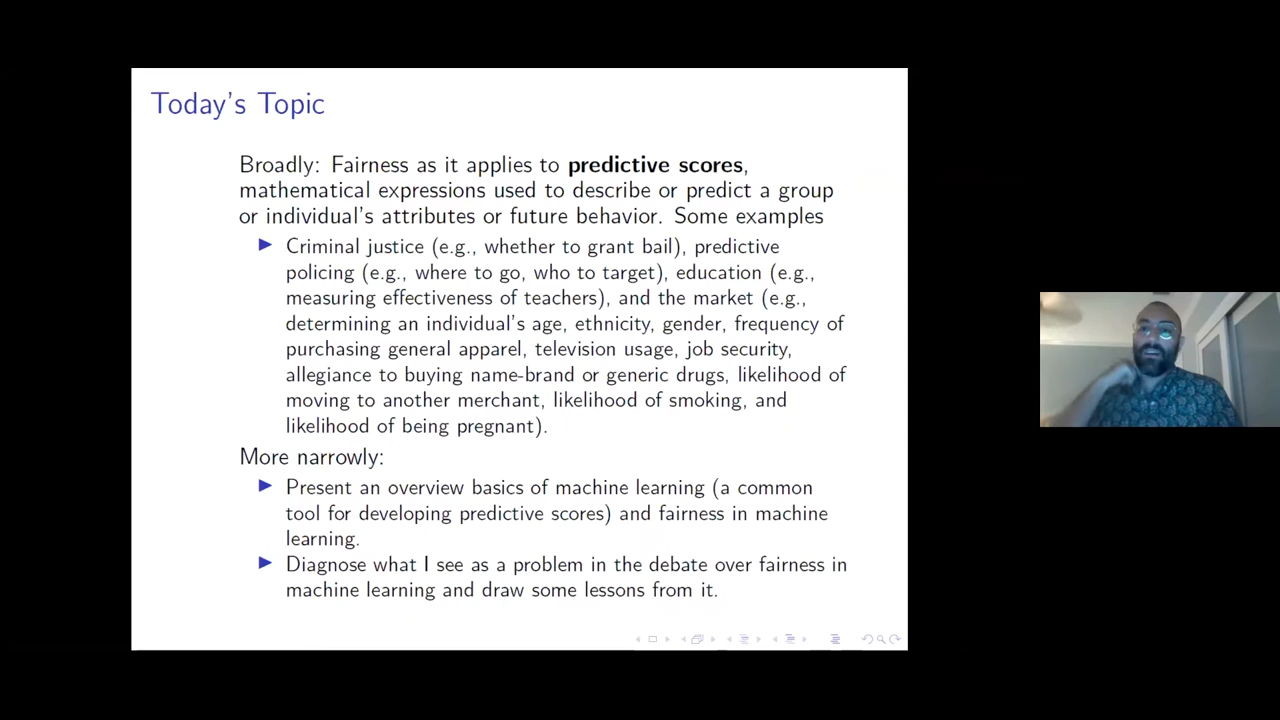 Today's Topic
Broadly: Fairness as it applies to predictive scores,
mathematical expressions used to describe or predict a group
or individual's attributes or future behavior. Some examples
Criminal justice (e.g., whether to grant bail), predictive
policing (e.g., where to go, who to target), education (e.g.,
measuring effectiveness of teachers), and the market (e.g.,
determining an individual's age, ethnicity, gender, frequency of
purchasing general apparel, television usage, job security,
allegiance to buying name-brand or generic drugs, likelihood of
moving to another merchant, likelihood of smoking, and
likelihood of being pregnant).
More narrowly:
Present an overview basics of machine learning (a common
tool for developing predictive scores) and fairness in machine
learning.
Diagnose what I see as a problem in the debate over fairness in
machine learning and draw some lessons from it.